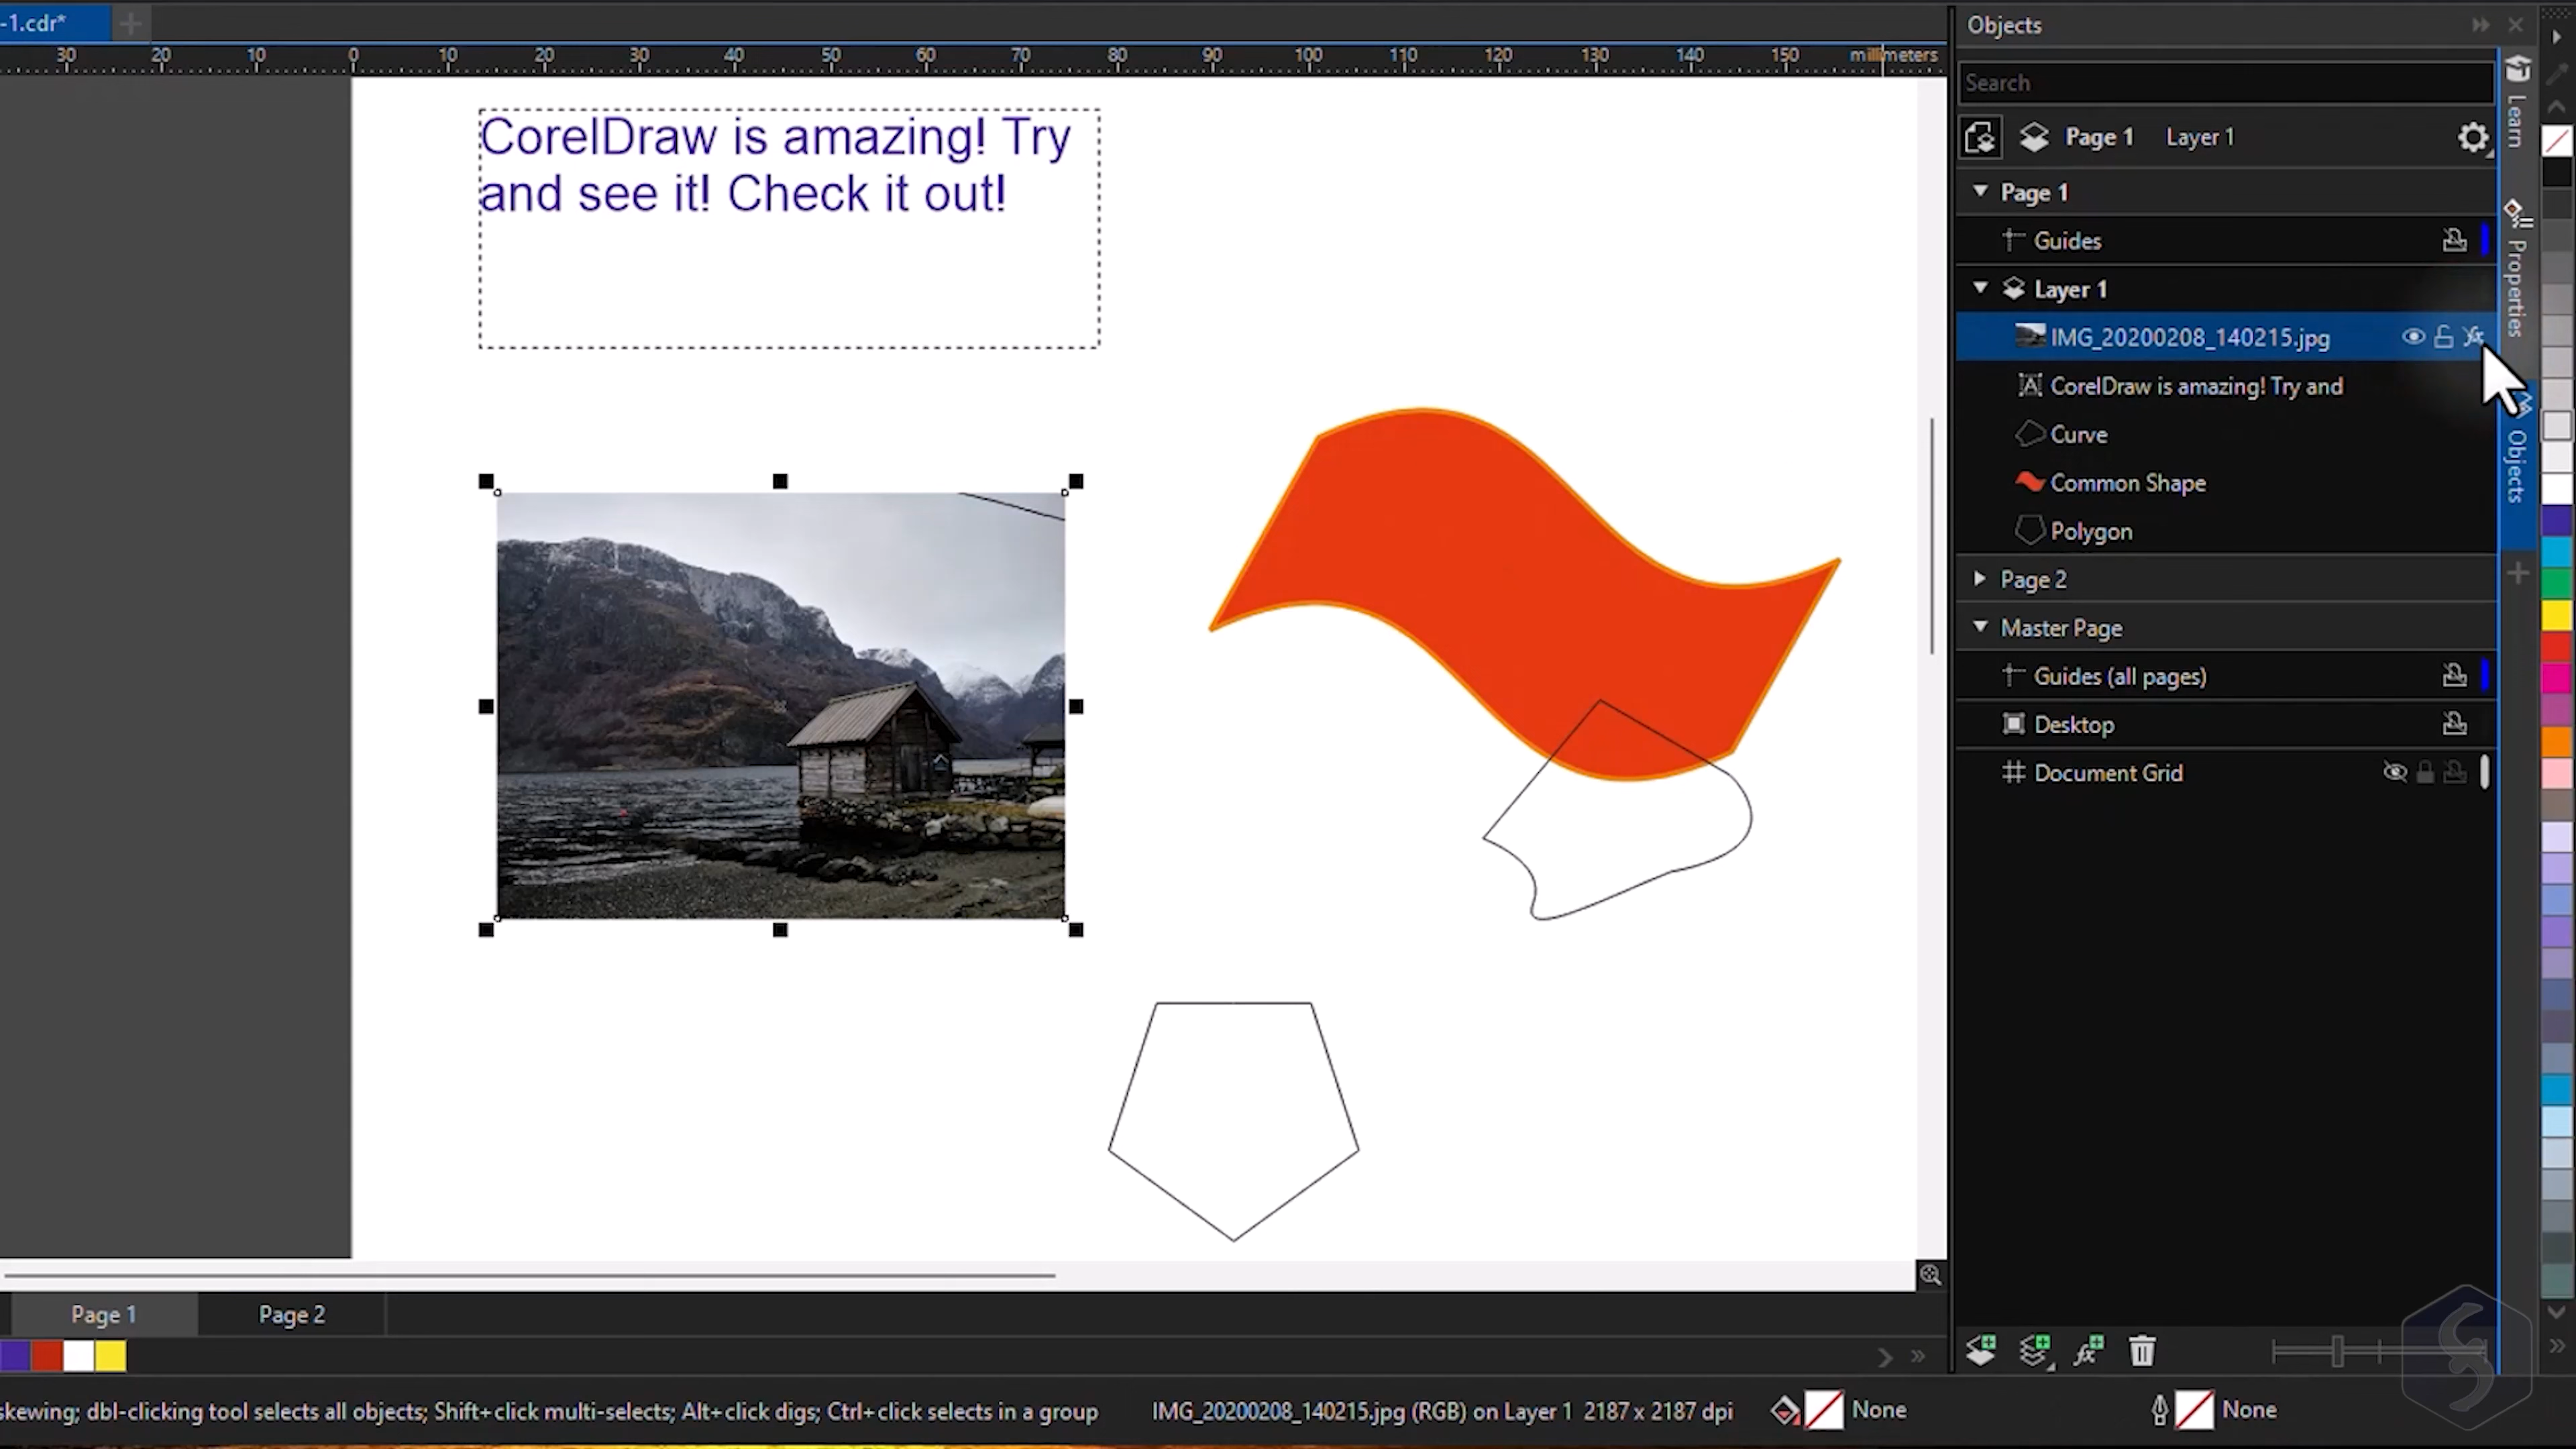 -1.cdr*
30 20 10 0 10 20 30 40 50 60 70 80 90 100 110 120 130 140 150 millimeters
CorelDraw is amazing! Try
and see it! Check it out!
Objects
Search
Page 1 Layer 1
Page 1
Guides
Layer 1
IMG_20200208_140215.jpg
CorelDraw is amazing! Try and
Curve
Common Shape
Polygon
Page 2
Master Page
Guides (all pages)
Desktop
Document Grid
Learn
Properties
Objects
Page 1 Page 2
skewing; dbl-clicking tool selects all objects; Shift+click multi-selects; Alt+click digs; Ctrl+click selects in a group
IMG_20200208_140215.jpg (RGB) on Layer 1 2187 x 2187 dpi
None
None